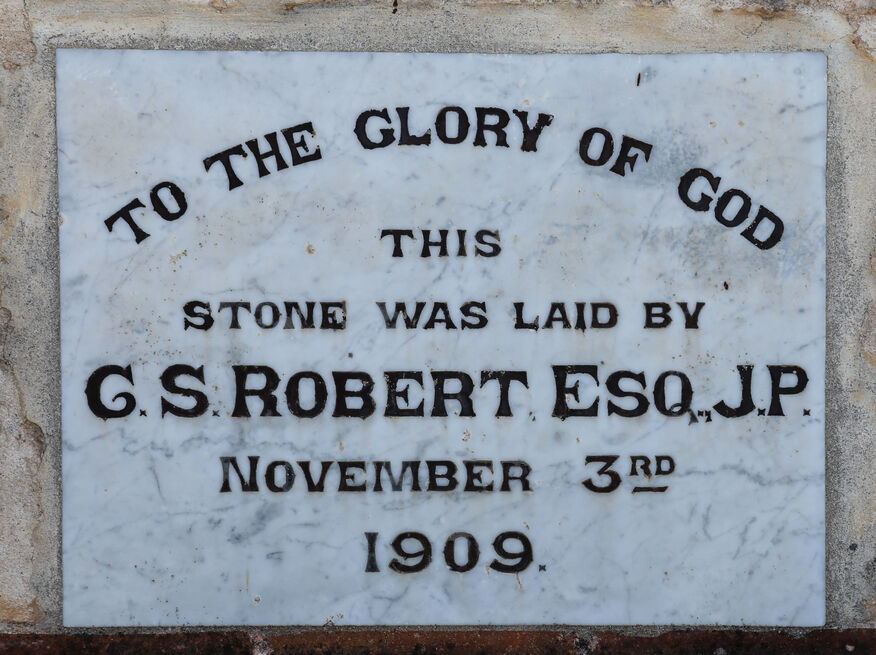 TO THE GLORY OF GOD
THIS
STONE WAS LAID BY
G. S. ROBERT ESQ., J.P.
NOVEMBER 3RD
1909.